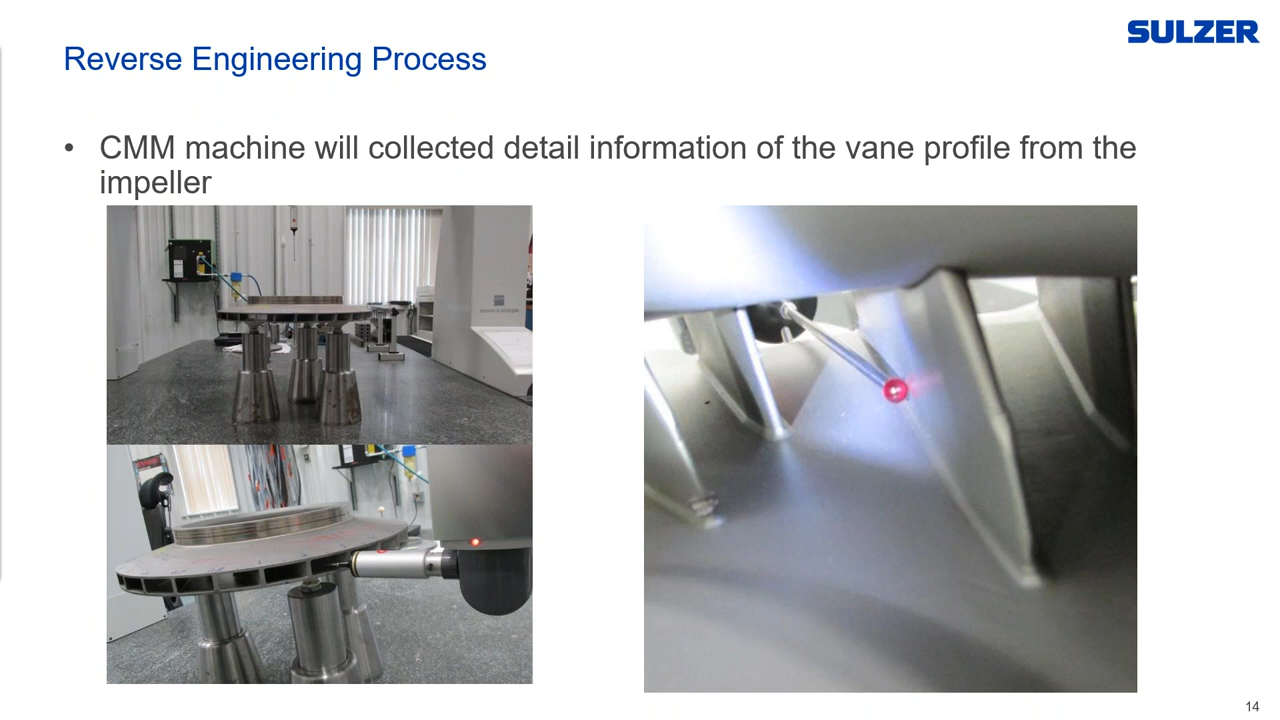 SULZER
Reverse Engineering Process
• CMM machine will collected detail information of the vane profile from the
impeller
14